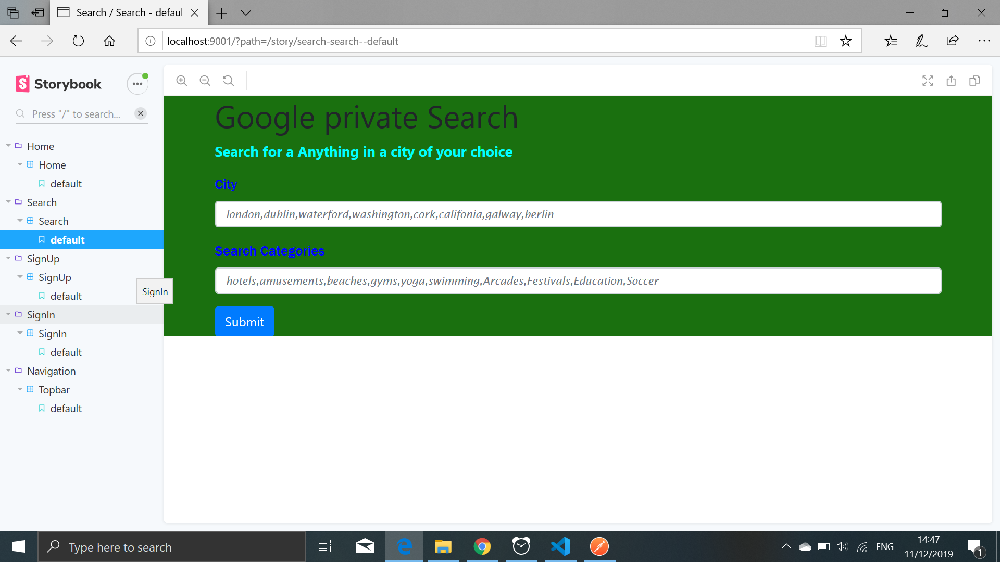 Search / Search - defaul
localhost:9001/?path=/story/search-search--default
Storybook
Press "/" to search...
Home
Home
default
Search
Search
default
SignUp
SignUp
default
SignIn
SignIn
SignIn
default
Navigation
Topbar
default
Google private Search
Search for a Anything in a city of your choice
City
london,dublin,waterford,washington,cork,califonia,galway,berlin
Search Categories
hotels,amusements,beaches,gyms,yoga,swimming,Arcades,Festivals,Education,Soccer
Submit
Type here to search
ENG
14:47
11/12/2019
1